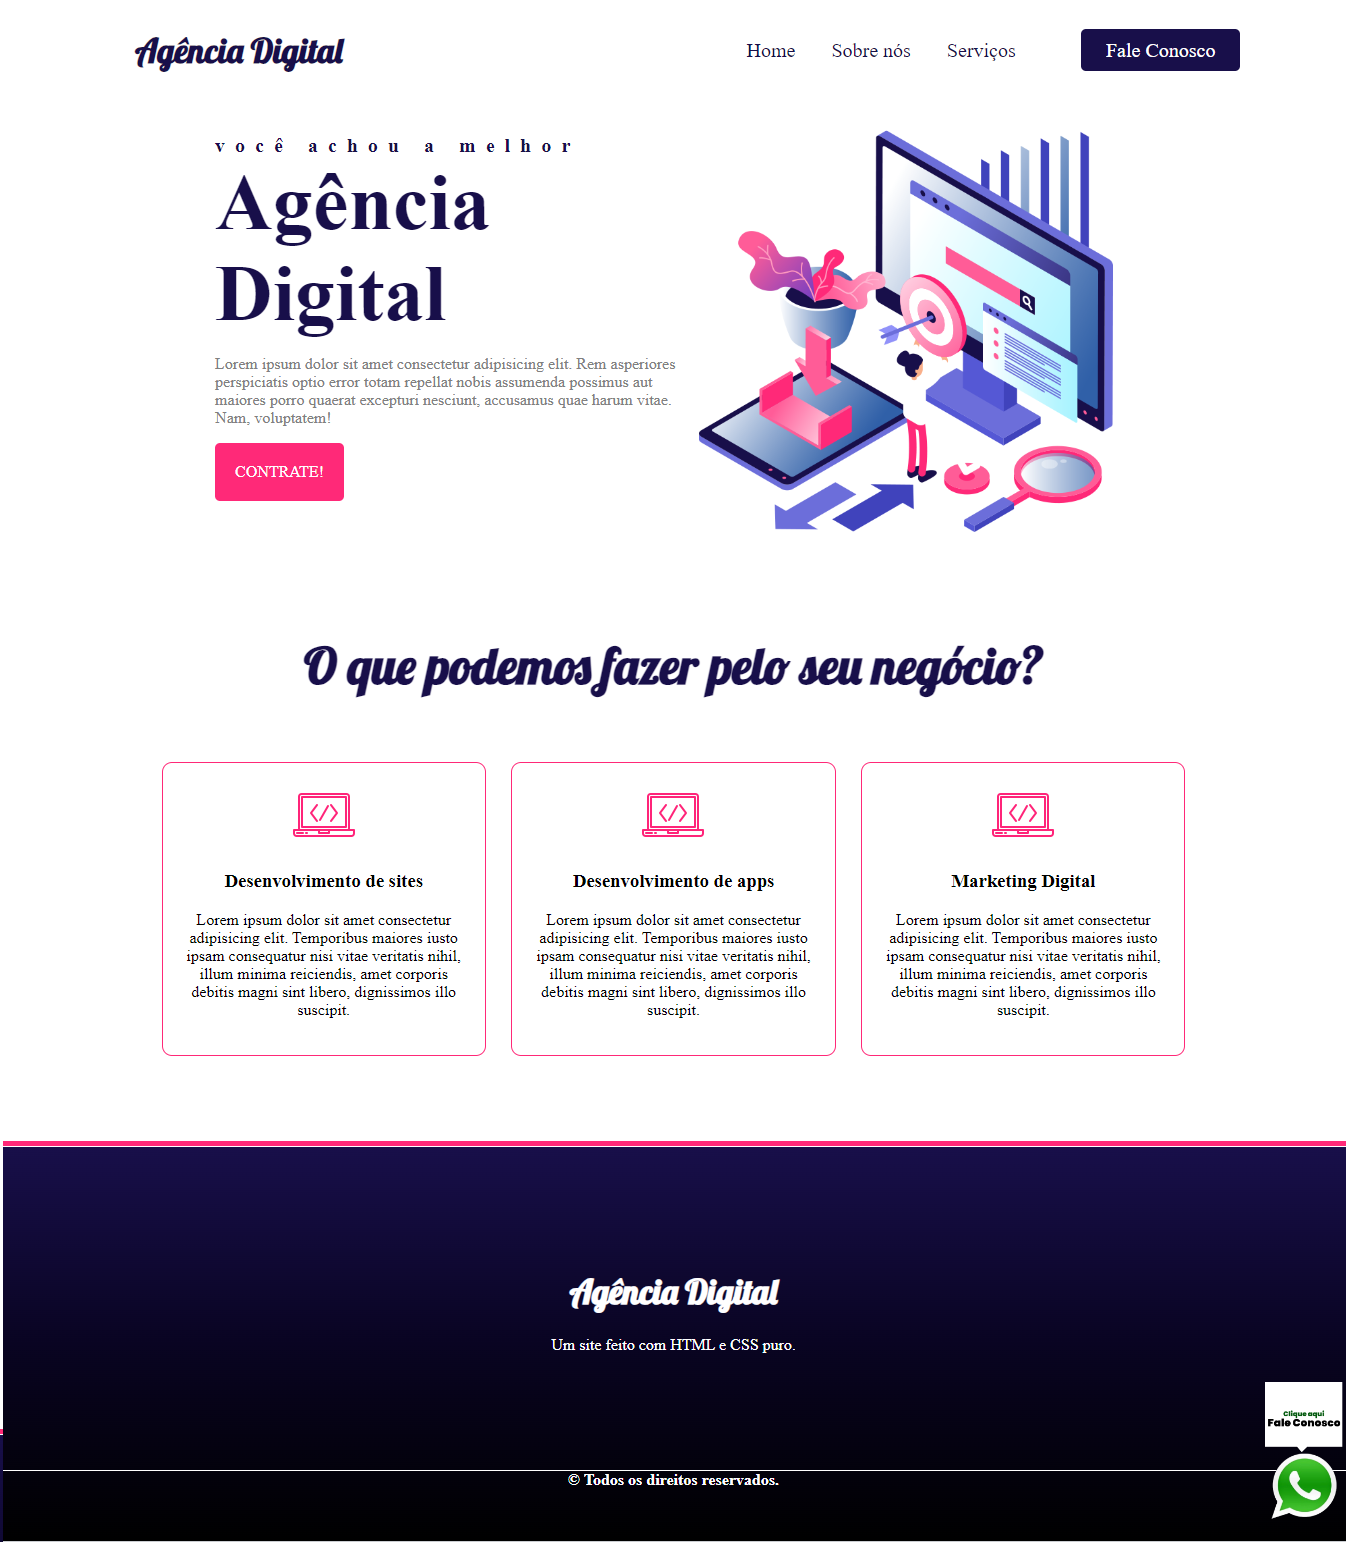 Agência Digital
Home Sobre nós Serviços Fale Conosco
você achou a melhor
Agência
Digital
Lorem ipsum dolor sit amet consectetur adipisicing elit. Rem asperiores
perspiciatis optio error totam repellat nobis assumenda possimus aut
maiores porro quaerat excepturi nesciunt, accusamus quae harum vitae.
Nam, voluptatem!
CONTRATE!
O que podemos fazer pelo seu negócio?
Desenvolvimento de sites
Lorem ipsum dolor sit amet consectetur
adipisicing elit. Temporibus maiores iusto
ipsam consequatur nisi vitae veritatis nihil,
illum minima reiciendis, amet corporis
debitis magni sint libero, dignissimos illo
suscipit.
Desenvolvimento de apps
Lorem ipsum dolor sit amet consectetur
adipisicing elit. Temporibus maiores iusto
ipsam consequatur nisi vitae veritatis nihil,
illum minima reiciendis, amet corporis
debitis magni sint libero, dignissimos illo
suscipit.
Marketing Digital
Lorem ipsum dolor sit amet consectetur
adipisicing elit. Temporibus maiores iusto
ipsam consequatur nisi vitae veritatis nihil,
illum minima reiciendis, amet corporis
debitis magni sint libero, dignissimos illo
suscipit.
Agência Digital
Um site feito com HTML e CSS puro.
Clique aqui
Fale Conosco
© Todos os direitos reservados.